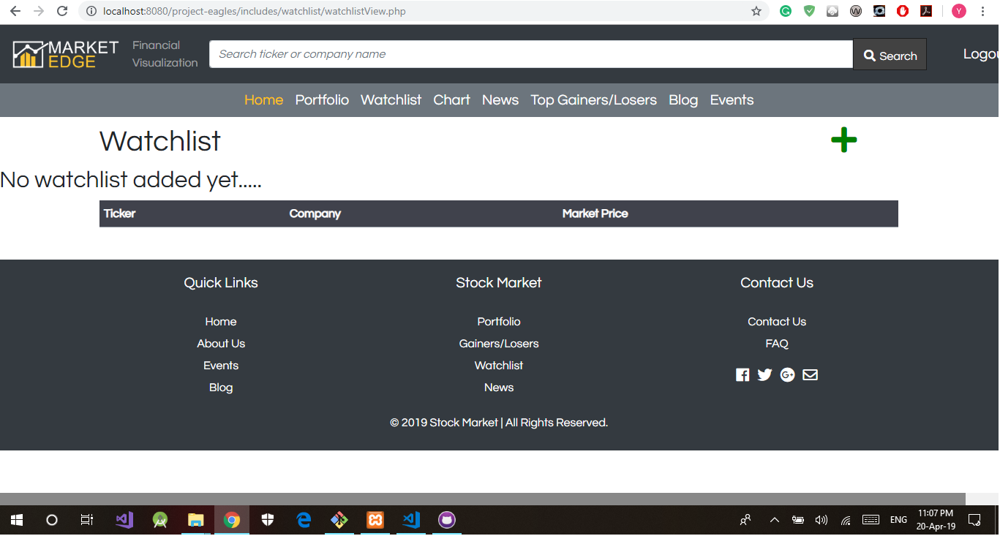 localhost:8080/project-eagles/includes/watchlist/watchlistView.php
MARKET EDGE
Financial Visualization
Search ticker or company name
Search
Logou
Home Portfolio Watchlist Chart News Top Gainers/Losers Blog Events
Watchlist
No watchlist added yet.....
Ticker Company Market Price
Quick Links Stock Market Contact Us
Home Portfolio Contact Us
About Us Gainers/Losers FAQ
Events Watchlist
Blog News
© 2019 Stock Market | All Rights Reserved.
ENG
11:07 PM
20-Apr-19